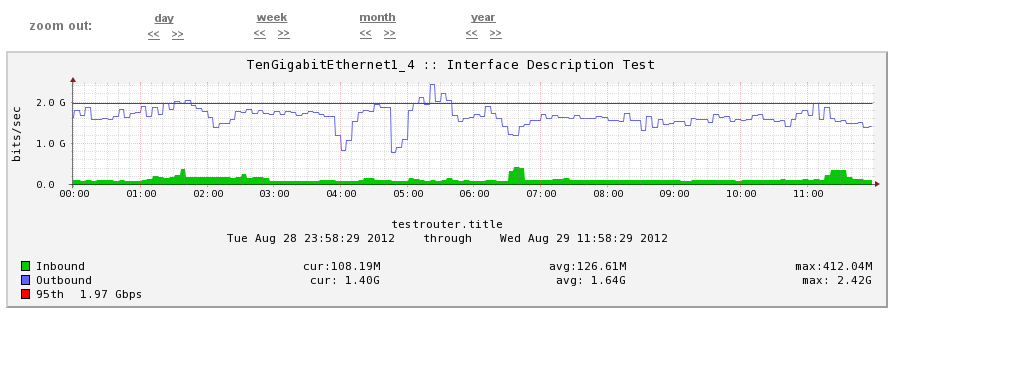 zoom out: day week month year
<< >> << >> << >> << >>
TenGigabitEthernet1_4 :: Interface Description Test
bits/sec
2.0 G
1.0 G
0.0
00:00 01:00 02:00 03:00 04:00 05:00 06:00 07:00 08:00 09:00 10:00 11:00
testrouter.title
Tue Aug 28 23:58:29 2012 through Wed Aug 29 11:58:29 2012
Inbound cur:108.19M avg:126.61M max:412.04M
Outbound cur: 1.40G avg: 1.64G max: 2.42G
95th 1.97 Gbps